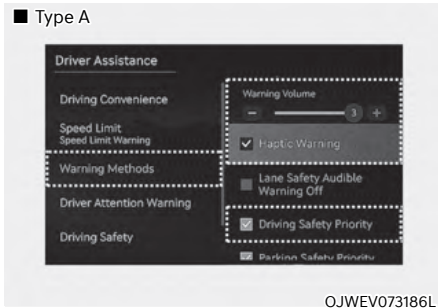 ■ Type A
Driver Assistance
Driving Convenience
Speed Limit
Speed Limit Warning
Warning Methods
Driver Attention Warning
Driving Safety
Warning Volume
− 3 +
Haptic Warning
Lane Safety Audible
Warning Off
Driving Safety Priority
Parking Safety Priority
OJWEV073186L